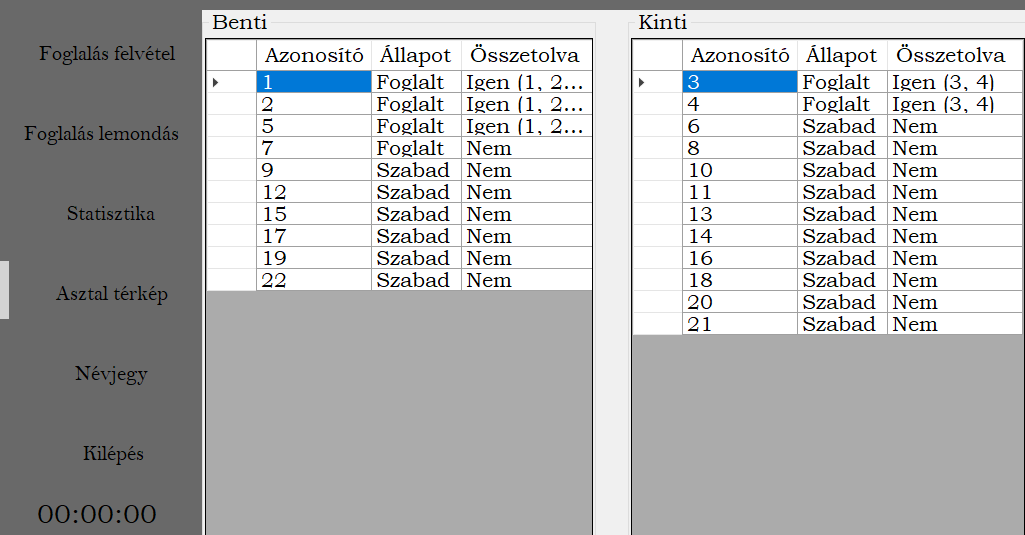 Foglalás felvétel
Foglalás lemondás
Statisztika
Asztal térkép
Névjegy
Kilépés
00:00:00
Benti
Azonosító Állapot Összetolva
1 Foglalt Igen (1, 2...
2 Foglalt Igen (1, 2...
5 Foglalt Igen (1, 2...
7 Foglalt Nem
9 Szabad Nem
12 Szabad Nem
15 Szabad Nem
17 Szabad Nem
19 Szabad Nem
22 Szabad Nem
Kinti
Azonosító Állapot Összetolva
3 Foglalt Igen (3, 4)
4 Foglalt Igen (3, 4)
6 Szabad Nem
8 Szabad Nem
10 Szabad Nem
11 Szabad Nem
13 Szabad Nem
14 Szabad Nem
16 Szabad Nem
18 Szabad Nem
20 Szabad Nem
21 Szabad Nem